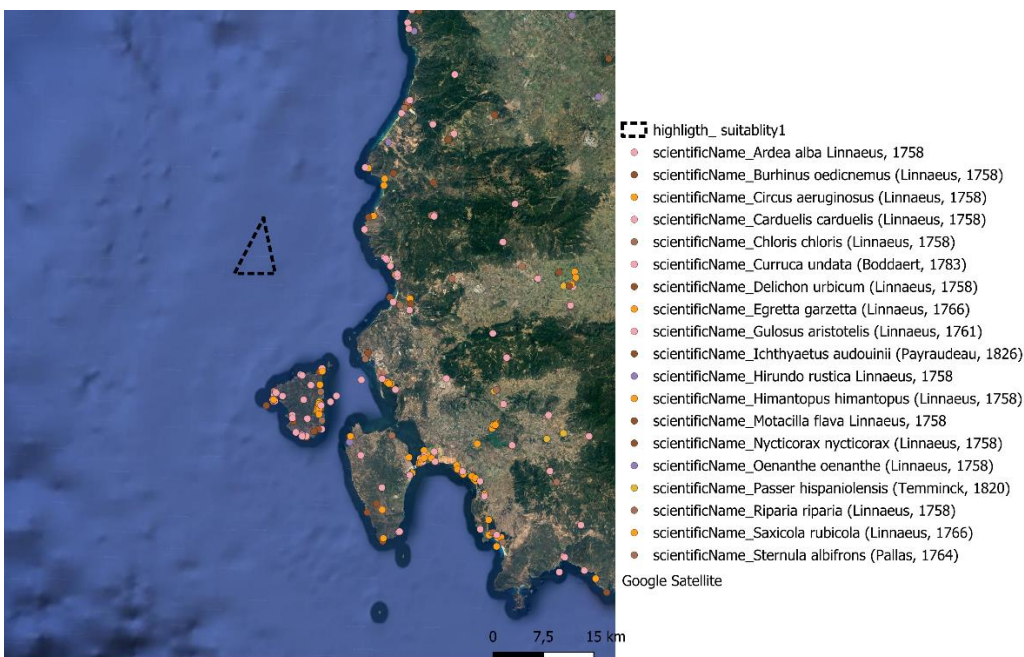 highligth_ suitablity1
scientificName_Ardea alba Linnaeus, 1758
scientificName_Burhinus oedicnemus (Linnaeus, 1758)
scientificName_Circus aeruginosus (Linnaeus, 1758)
scientificName_Carduelis carduelis (Linnaeus, 1758)
scientificName_Chloris chloris (Linnaeus, 1758)
scientificName_Curruca undata (Boddaert, 1783)
scientificName_Delichon urbicum (Linnaeus, 1758)
scientificName_Egretta garzetta (Linnaeus, 1766)
scientificName_Gulosus aristotelis (Linnaeus, 1761)
scientificName_Ichthyaetus audouinii (Payraudeau, 1826)
scientificName_Hirundo rustica Linnaeus, 1758
scientificName_Himantopus himantopus (Linnaeus, 1758)
scientificName_Motacilla flava Linnaeus, 1758
scientificName_Nycticorax nycticorax (Linnaeus, 1758)
scientificName_Oenanthe oenanthe (Linnaeus, 1758)
scientificName_Passer hispaniolensis (Temminck, 1820)
scientificName_Riparia riparia (Linnaeus, 1758)
scientificName_Saxicola rubicola (Linnaeus, 1766)
scientificName_Sternula albifrons (Pallas, 1764)
Google Satellite
0 7,5 15 km